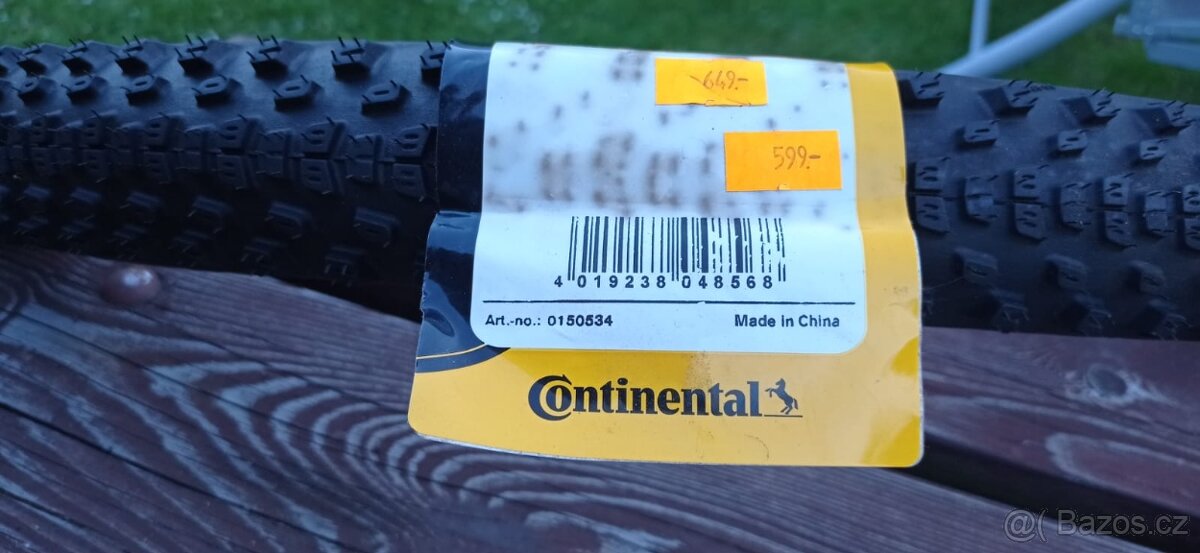 649.-
599.-
4 019238 048568
Art.-no.: 0150534
Made in China
Continental
@( Bazos.cz